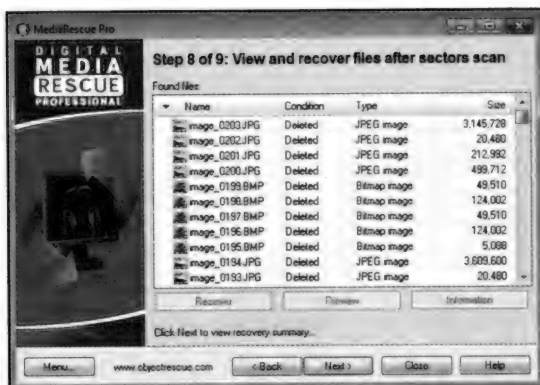 MediaRescue Pro
DIGITAL
MEDIA
RESCUE
PROFESSIONAL
Step 8 of 9: View and recover files after sectors scan
Found files:
Name Condition Type Size
image_0203.JPG Deleted JPEG image 3,145,728
image_0202.JPG Deleted JPEG image 20,480
image_0201.JPG Deleted JPEG image 212,992
image_0200.JPG Deleted JPEG image 499,712
image_0199.BMP Deleted Bitmap image 49,510
image_0198.BMP Deleted Bitmap image 124,002
image_0197.BMP Deleted Bitmap image 49,510
image_0196.BMP Deleted Bitmap image 124,002
image_0195.BMP Deleted Bitmap image 5,088
image_0194.JPG Deleted JPEG image 3,609,600
image_0193.JPG Deleted JPEG image 20,480
Recover Preview Information
Click Next to view recovery summary...
Menu... www.objectrescue.com < Back Next > Close Help